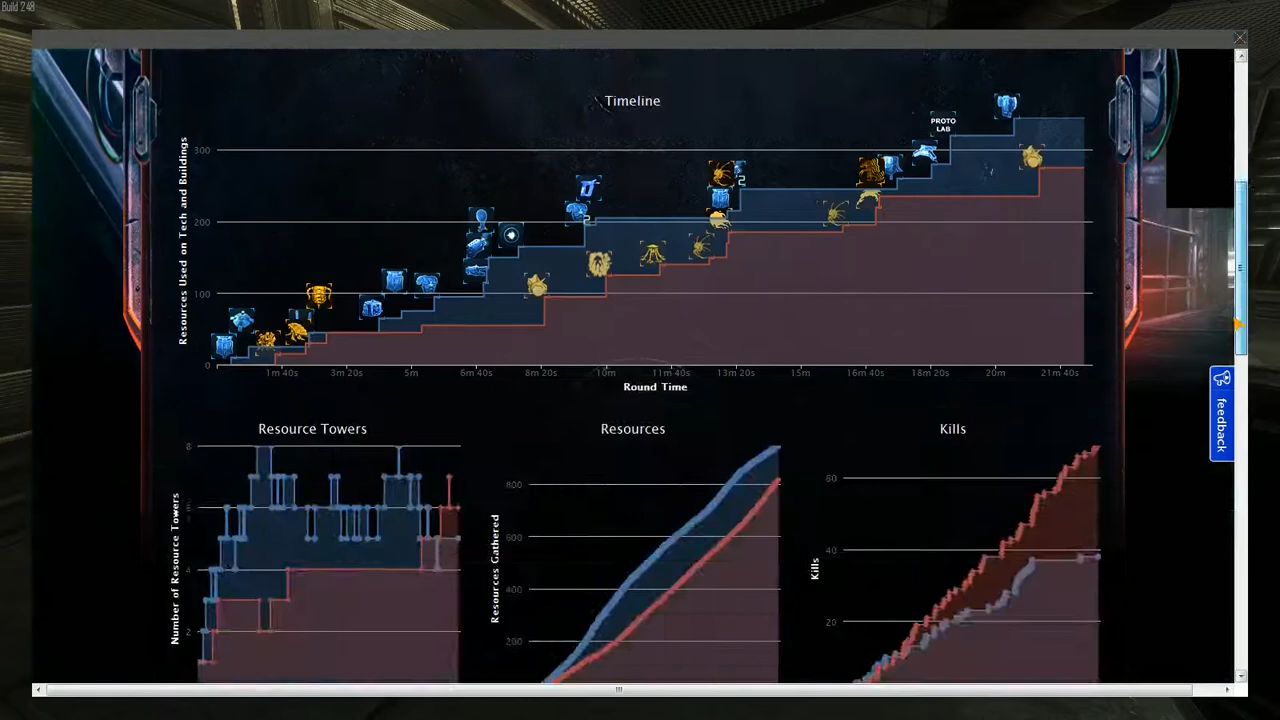 Build 248
Timeline
Resources Used on Tech and Buildings
300
200
100
0
PROTO
LAB
2
2
1m 40s 3m 20s 5m 6m 40s 8m 20s 10m 11m 40s 13m 20s 15m 16m 40s 18m 20s 20m 21m 40s
Round Time
feedback
Resource Towers
Number of Resource Towers
8
6
4
2
Resources
Resources Gathered
800
600
400
200
Kills
Kills
60
40
20